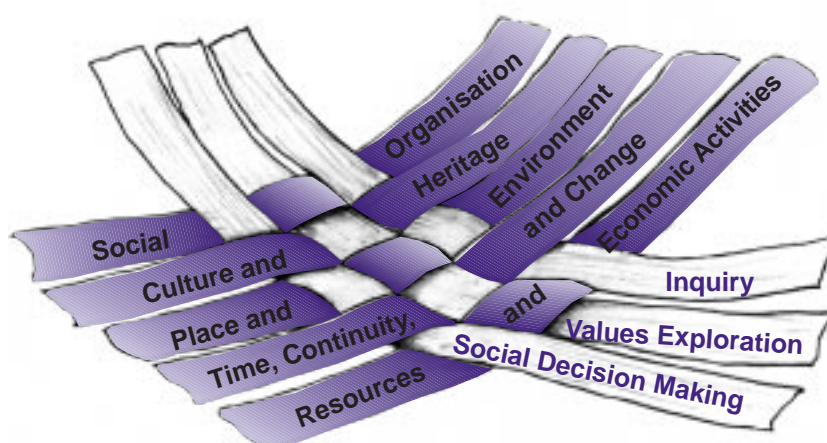 Social Organisation
Culture and Heritage
Place and Environment
Time, Continuity, and Change
Resources and Economic Activities
Inquiry
Values Exploration
Social Decision Making